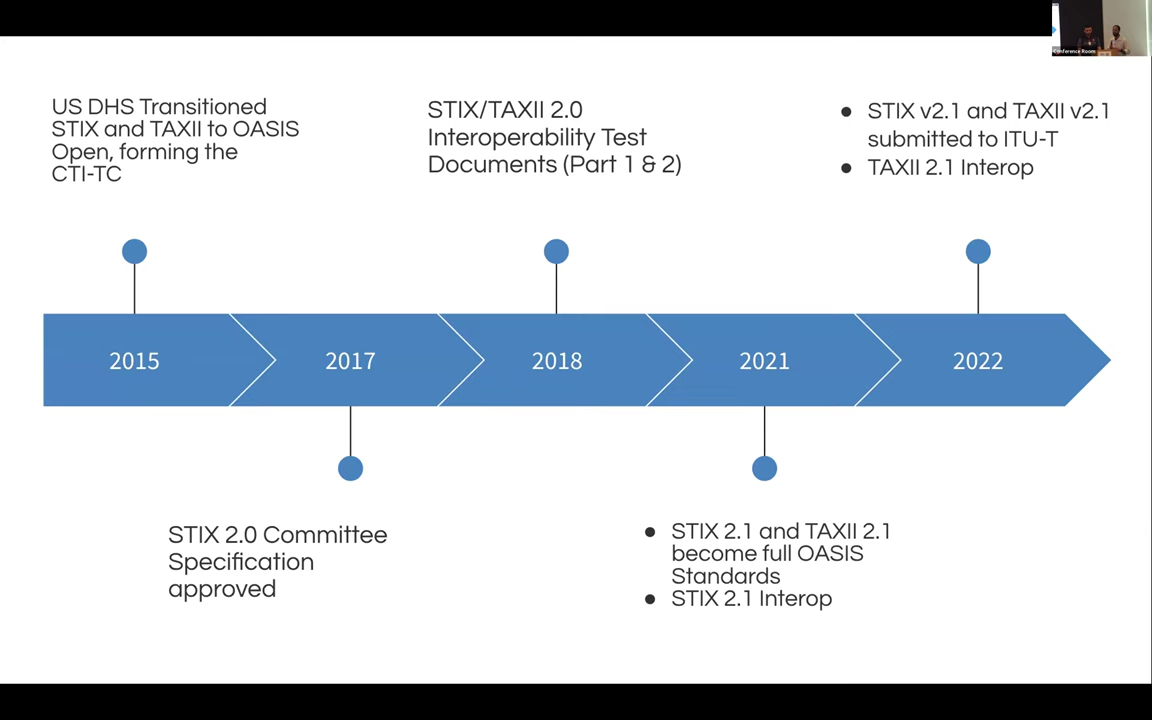 Conference Room
US DHS Transitioned
STIX and TAXII to OASIS
Open, forming the
CTI-TC
STIX/TAXII 2.0
Interoperability Test
Documents (Part 1 & 2)
● STIX v2.1 and TAXII v2.1
submitted to ITU-T
● TAXII 2.1 Interop
2015
2017
2018
2021
2022
STIX 2.0 Committee
Specification
approved
● STIX 2.1 and TAXII 2.1
become full OASIS
Standards
● STIX 2.1 Interop